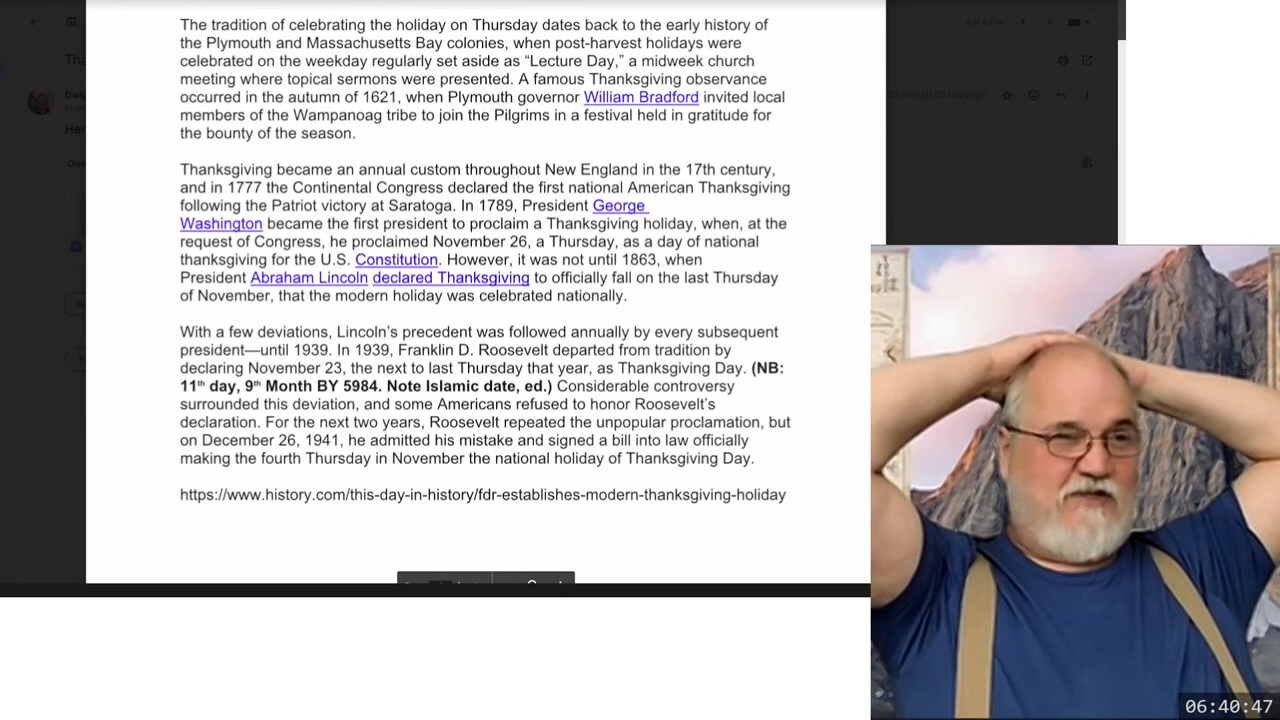 The tradition of celebrating the holiday on Thursday dates back to the early history of
the Plymouth and Massachusetts Bay colonies, when post-harvest holidays were
celebrated on the weekday regularly set aside as “Lecture Day,” a midweek church
meeting where topical sermons were presented. A famous Thanksgiving observance
occurred in the autumn of 1621, when Plymouth governor William Bradford invited local
members of the Wampanoag tribe to join the Pilgrims in a festival held in gratitude for
the bounty of the season.
Thanksgiving became an annual custom throughout New England in the 17th century,
and in 1777 the Continental Congress declared the first national American Thanksgiving
following the Patriot victory at Saratoga. In 1789, President George
Washington became the first president to proclaim a Thanksgiving holiday, when, at the
request of Congress, he proclaimed November 26, a Thursday, as a day of national
thanksgiving for the U.S. Constitution. However, it was not until 1863, when
President Abraham Lincoln declared Thanksgiving to officially fall on the last Thursday
of November, that the modern holiday was celebrated nationally.
With a few deviations, Lincoln’s precedent was followed annually by every subsequent
president—until 1939. In 1939, Franklin D. Roosevelt departed from tradition by
declaring November 23, the next to last Thursday that year, as Thanksgiving Day. (NB:
11th day, 9th Month BY 5984. Note Islamic date, ed.) Considerable controversy
surrounded this deviation, and some Americans refused to honor Roosevelt’s
declaration. For the next two years, Roosevelt repeated the unpopular proclamation, but
on December 26, 1941, he admitted his mistake and signed a bill into law officially
making the fourth Thursday in November the national holiday of Thanksgiving Day.
https://www.history.com/this-day-in-history/fdr-establishes-modern-thanksgiving-holiday
06:40:47